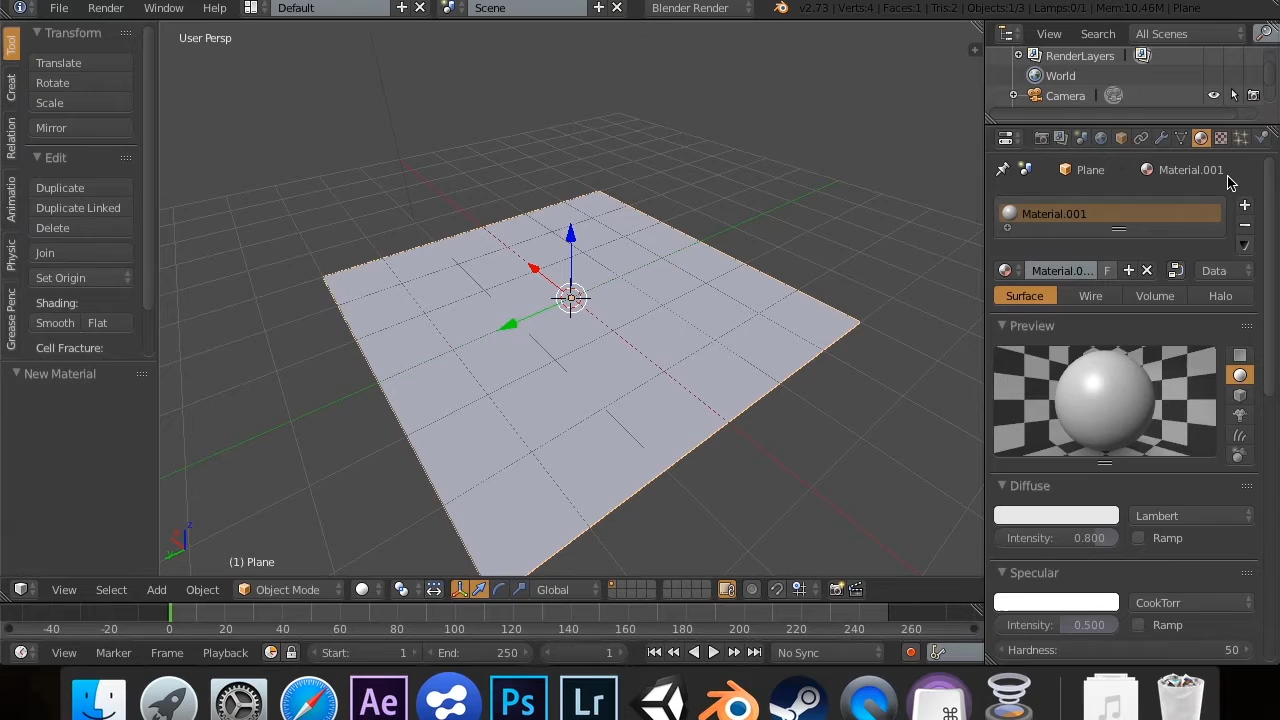 File Render Window Help Default Scene Blender Render v2.73 | Verts:4 | Faces:1 | Tris:2 | Objects:1/3 | Lamps:0/1 | Mem:10.46M | Plane
Transform
Translate
Rotate
Scale
Mirror
Edit
Duplicate
Duplicate Linked
Delete
Join
Set Origin
Shading:
Smooth Flat
Cell Fracture:
New Material
Tool
Creat
Relation
Animatio
Physic
Grease Penc
User Persp
z
x
y
(1) Plane
View Select Add Object Object Mode Global
-40 -20 0 20 40 60 80 100 120 140 160 180 200 220 240 260
View Marker Frame Playback Start: 1 End: 250 1 No Sync
View Search All Scenes
RenderLayers
World
Camera
Plane Material.001
Material.001
Material.0... F Data
Surface Wire Volume Halo
Preview
Diffuse
Lambert
Intensity: 0.800 Ramp
Specular
CookTorr
Intensity: 0.500 Ramp
Hardness: 50
Ae Ps Lr